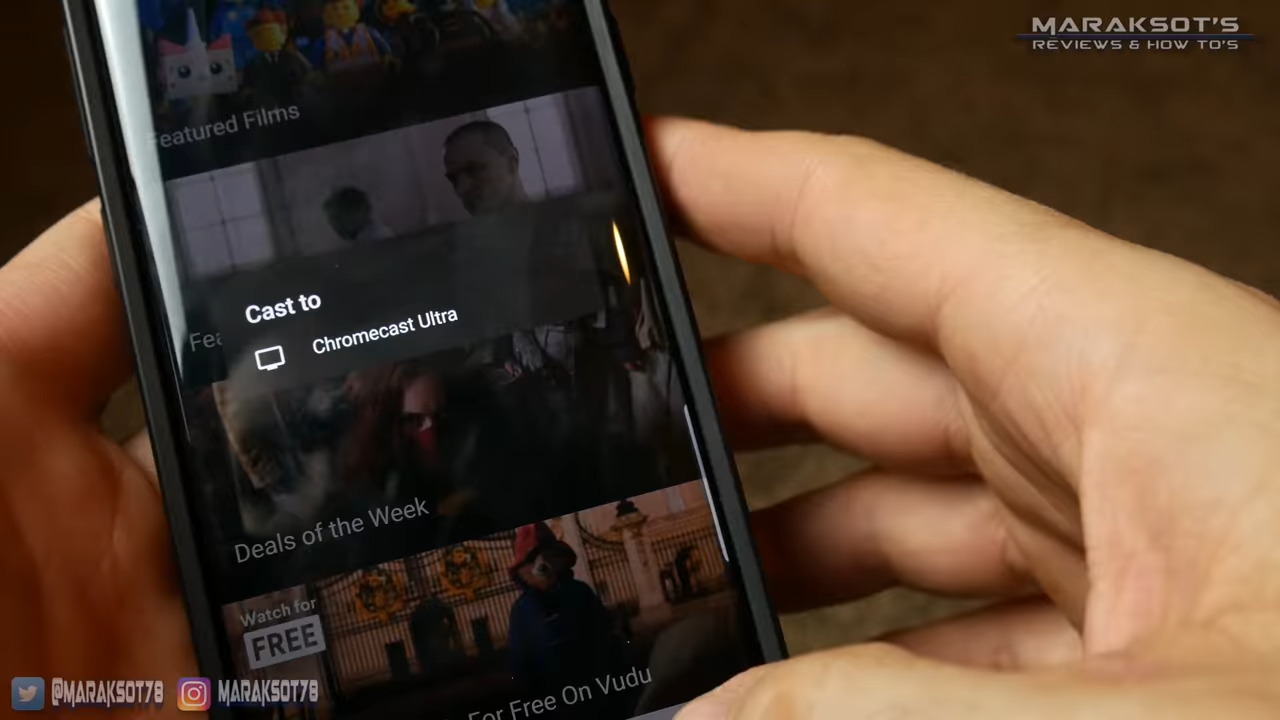 MARAKSOT'S
REVIEWS & HOW TO'S
Featured Films
Cast to
Chromecast Ultra
Fea
Deals of the Week
Watch for
FREE
For Free On Vudu
@MARAKSOT78
MARAKSOT78